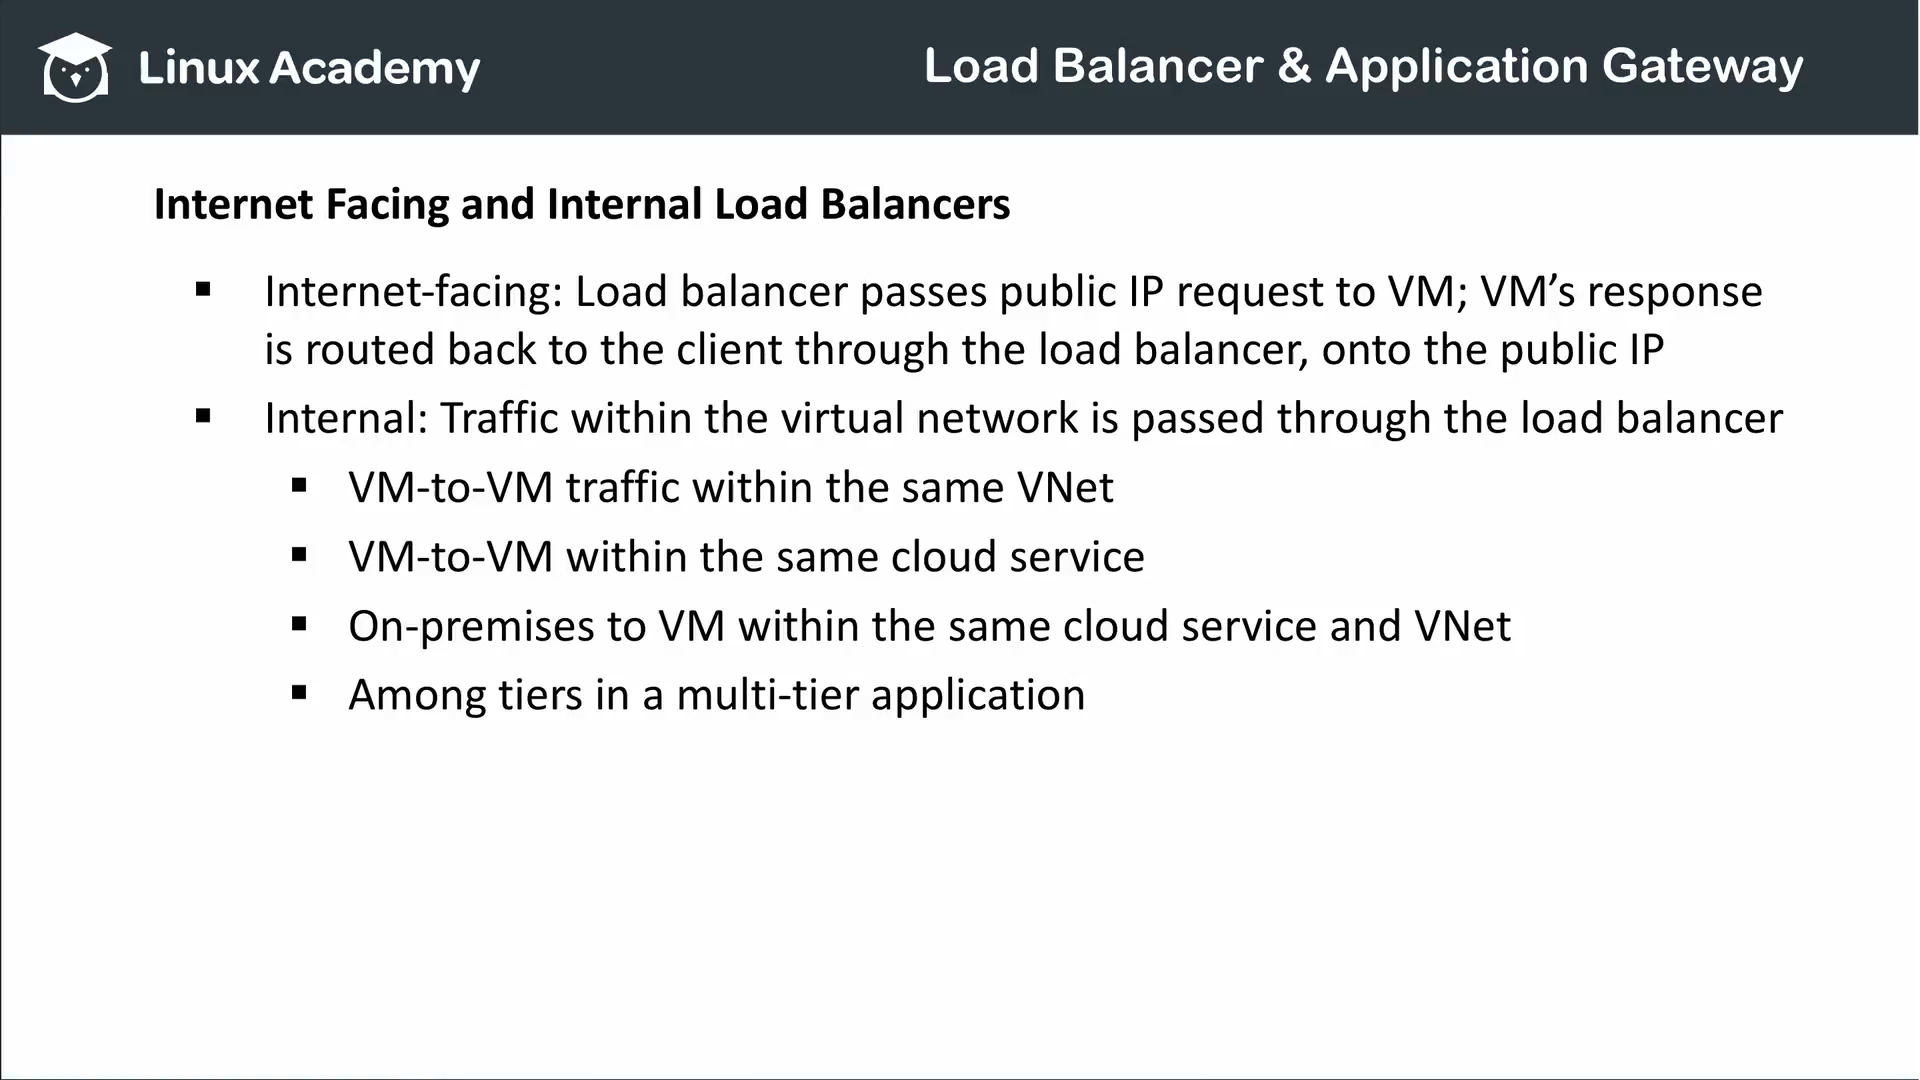 Linux Academy
Load Balancer & Application Gateway
Internet Facing and Internal Load Balancers
▪ Internet-facing: Load balancer passes public IP request to VM; VM’s response
is routed back to the client through the load balancer, onto the public IP
▪ Internal: Traffic within the virtual network is passed through the load balancer
▪ VM-to-VM traffic within the same VNet
▪ VM-to-VM within the same cloud service
▪ On-premises to VM within the same cloud service and VNet
▪ Among tiers in a multi-tier application